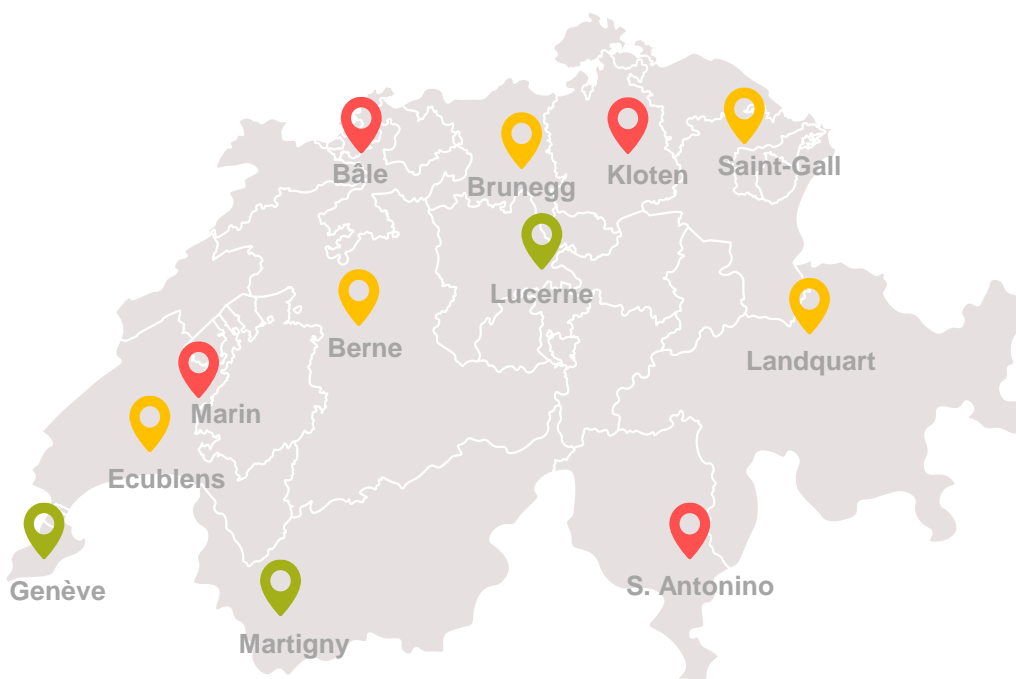 Saint-Gall
Bâle
Kloten
Brunegg
Lucerne
Berne
Landquart
Marin
Ecublens
S. Antonino
Genève
Martigny